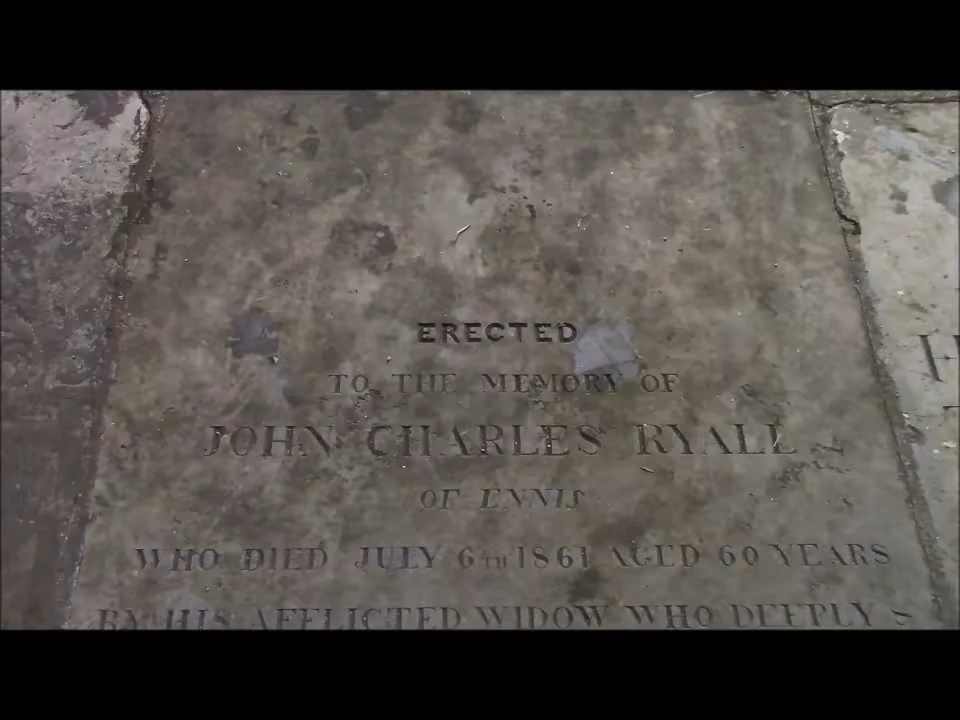 ERECTED
TO THE MEMORY OF
JOHN CHARLES RYALL
OF ENNIS
WHO DIED JULY 6TH 1861 AGED 60 YEARS
BY HIS AFFLICTED WIDOW WHO DEEPLY